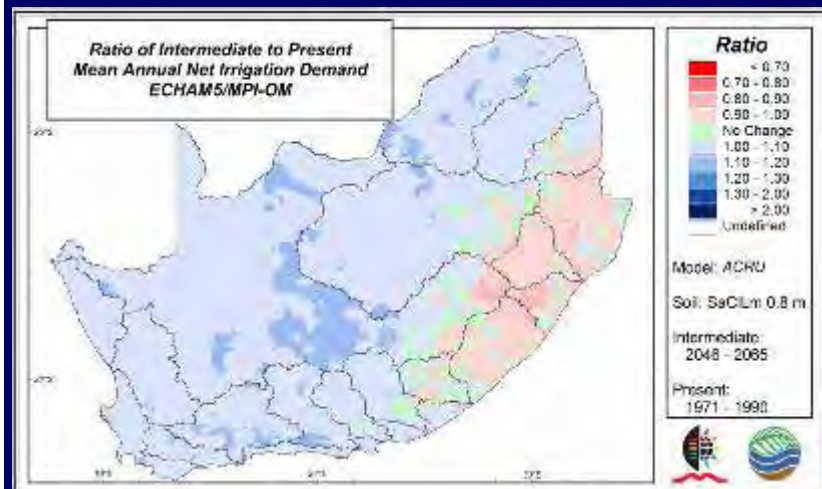 Ratio of Intermediate to Present
Mean Annual Net Irrigation Demand
ECHAM5/MPI-OM
Ratio
< 0.70
0.70 - 0.80
0.80 - 0.90
0.90 - 1.00
No Change
1.00 - 1.10
1.10 - 1.20
1.20 - 1.30
1.30 - 2.00
> 2.00
Undefined
Model: ACRU
Soil: SaClLm 0.8 m
Intermediate:
2046 - 2065
Present:
1971 - 1990